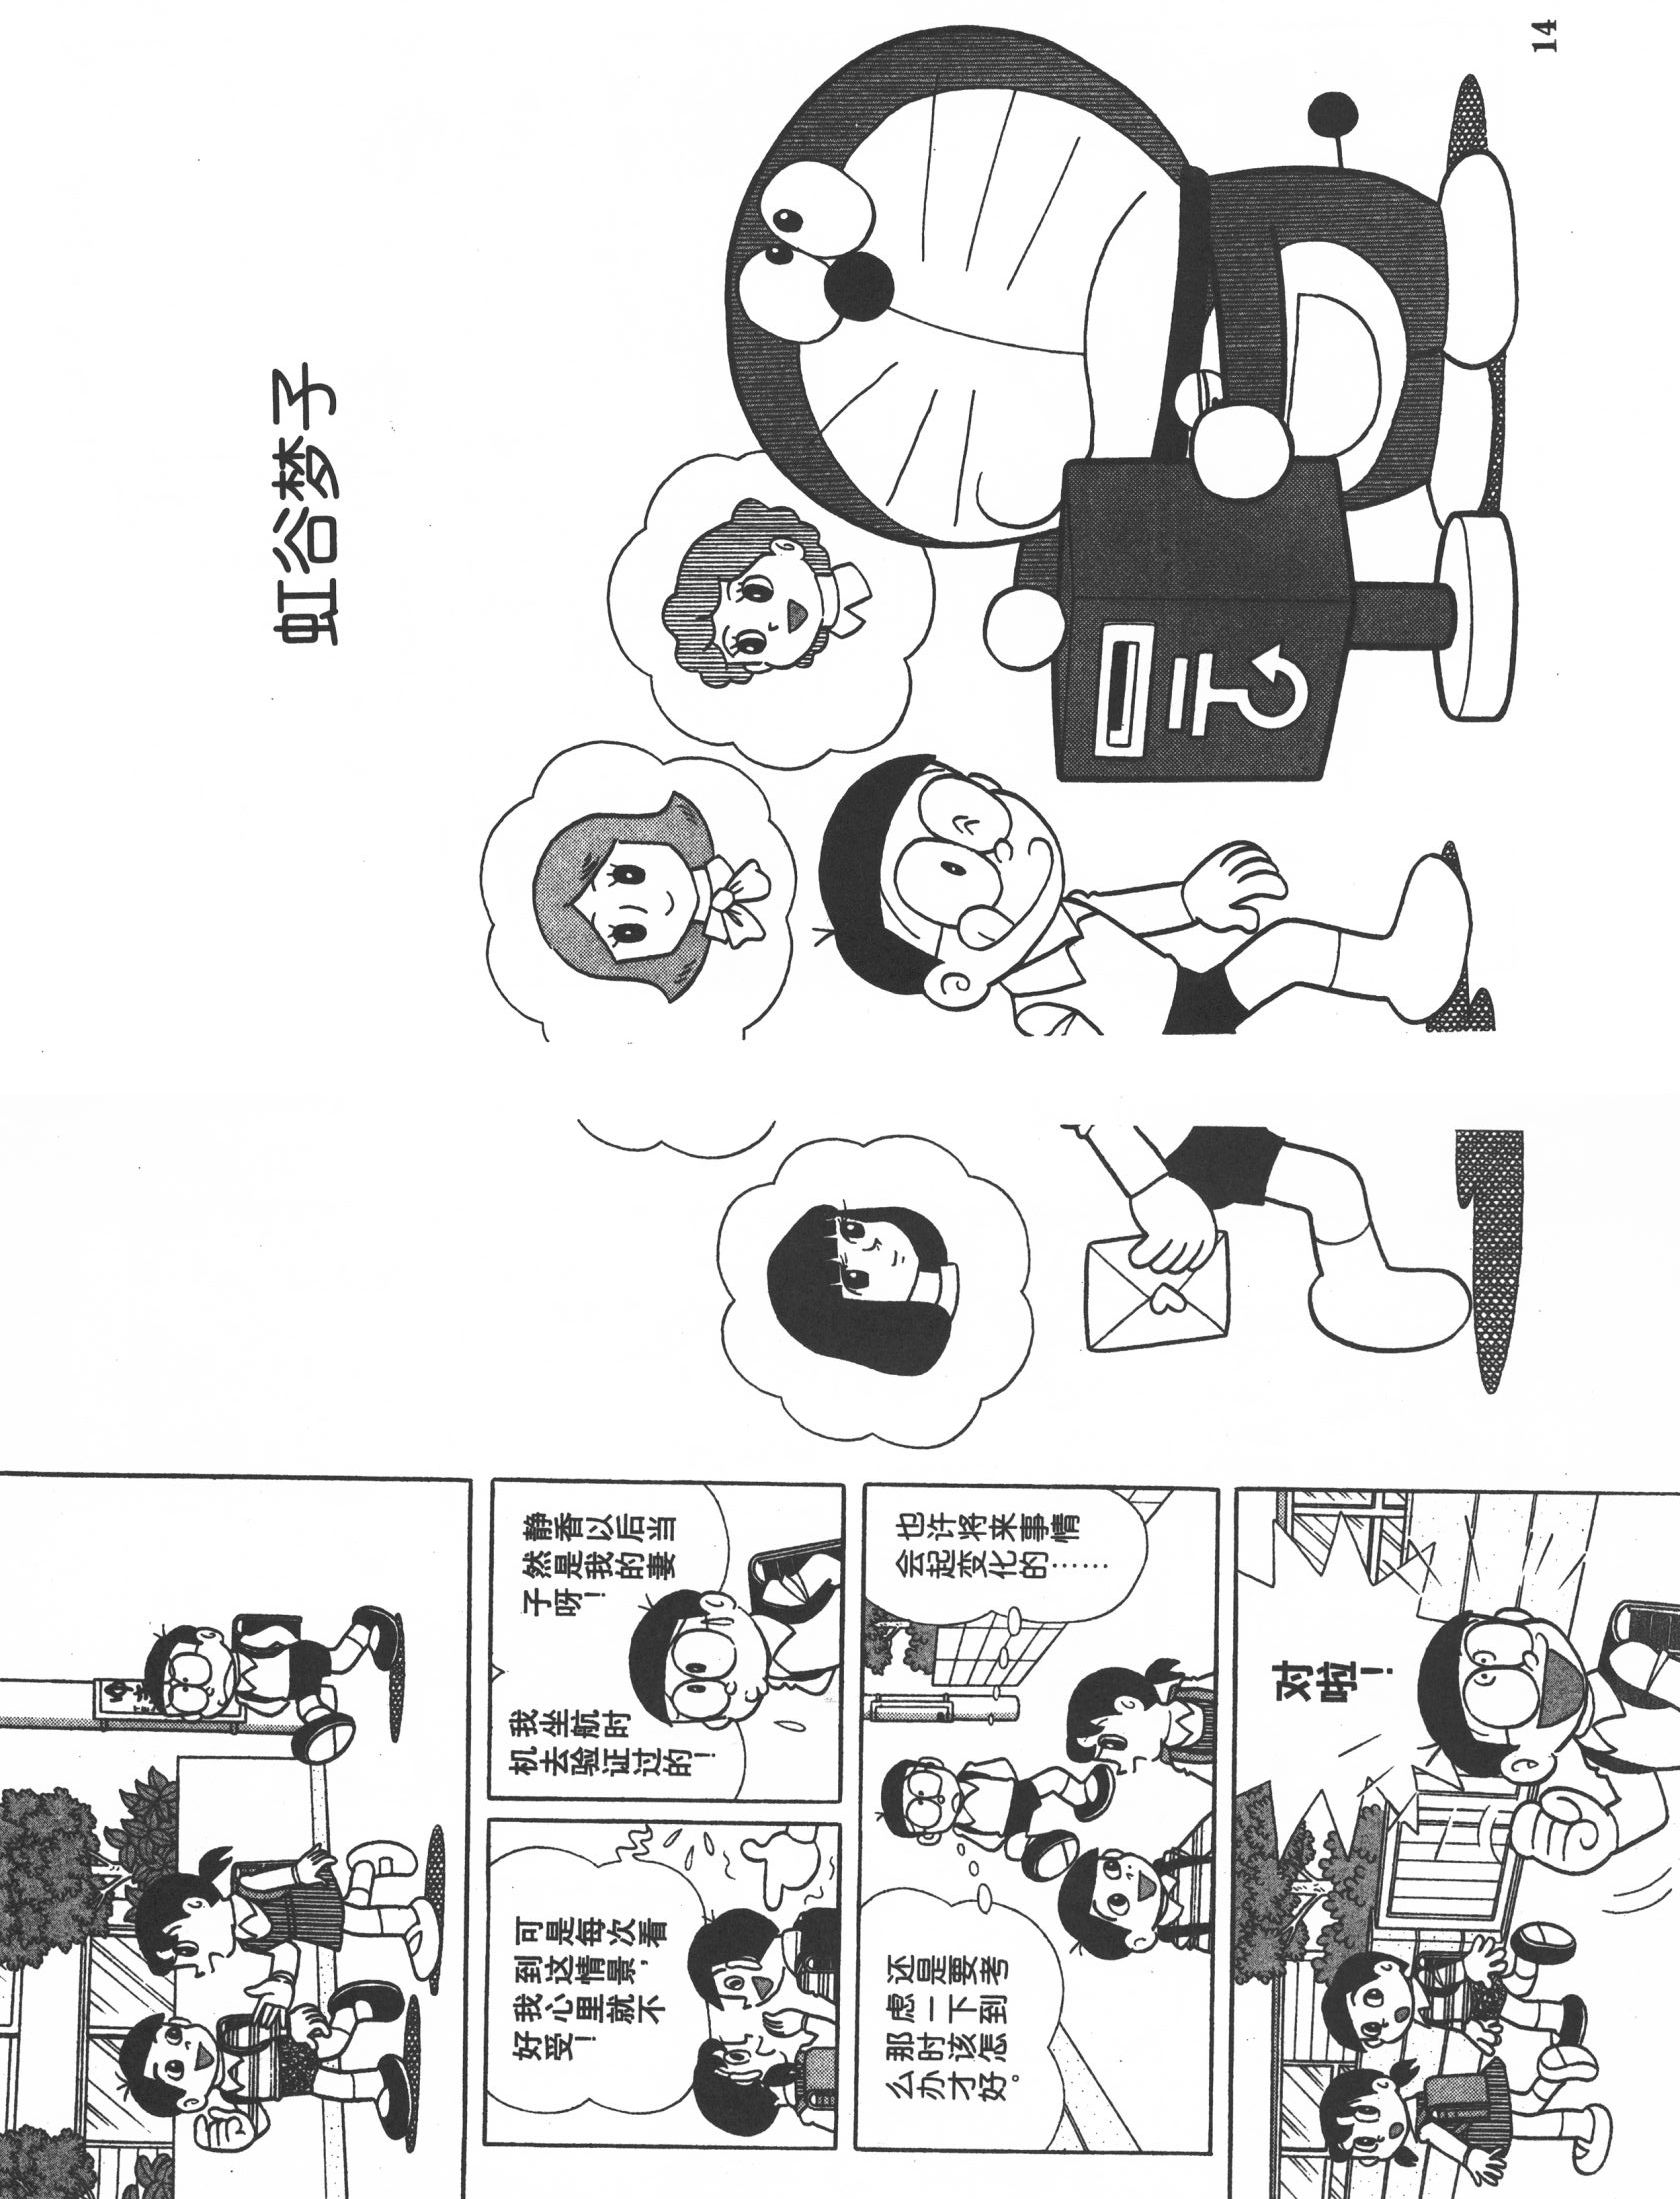 虹谷梦子
14
静香以后当
然是我的妻
子呀！
我坐航时
机去验证过的！
可是每次看
到这情景，
我心里就不
好受！
也许将来事情
会起变化的……
还是要考
虑一下到
那时该怎
么办才好。
对啦！